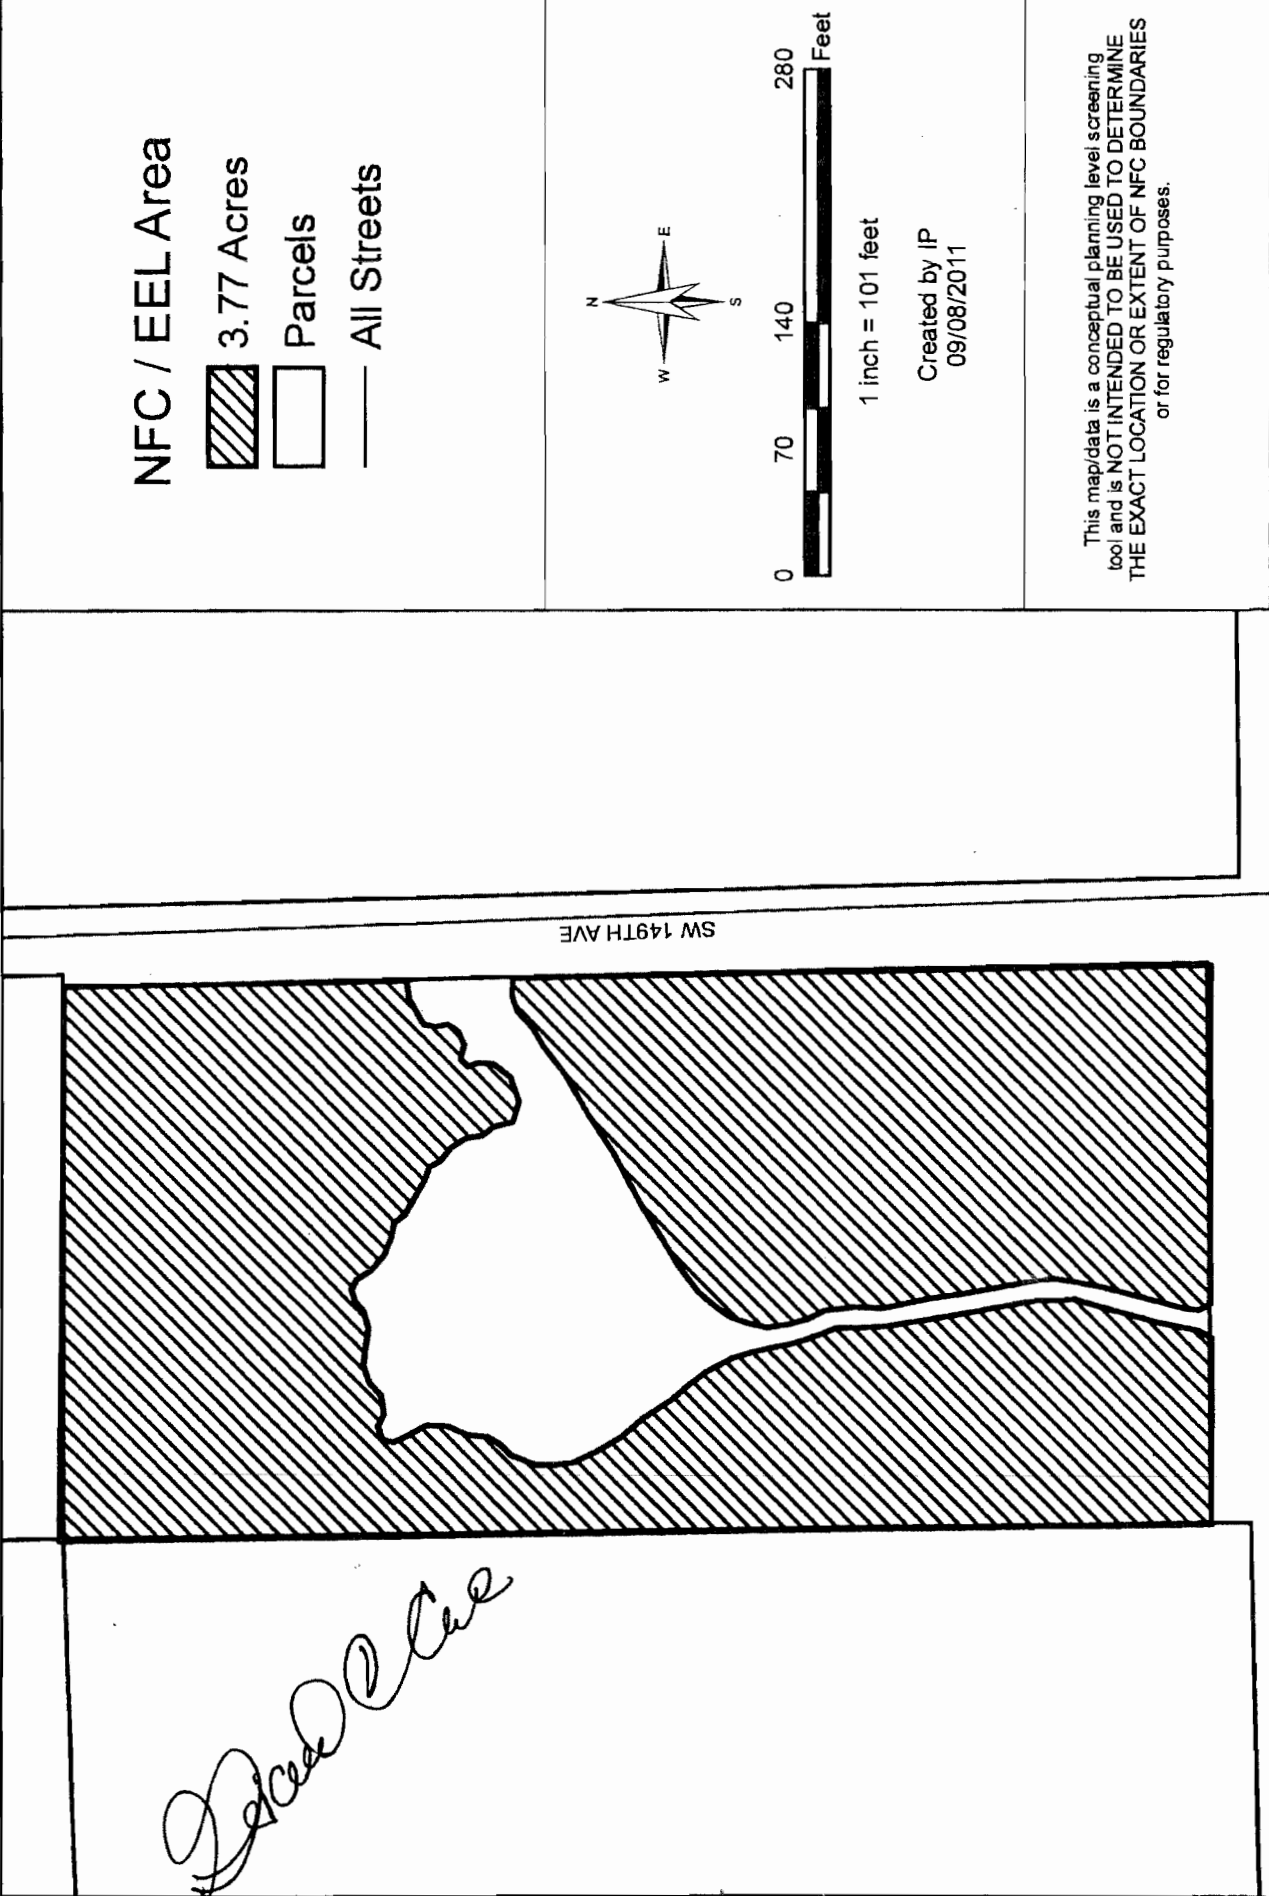 NFC / EEL Area
3.77 Acres
Parcels
All Streets
N
W
E
S
0 70 140 280
Feet
1 inch = 101 feet
Created by IP
09/08/2011
This map/data is a conceptual planning level screening
tool and is NOT INTENDED TO BE USED TO DETERMINE
THE EXACT LOCATION OR EXTENT OF NFC BOUNDARIES
or for regulatory purposes.
SW 149TH AVE